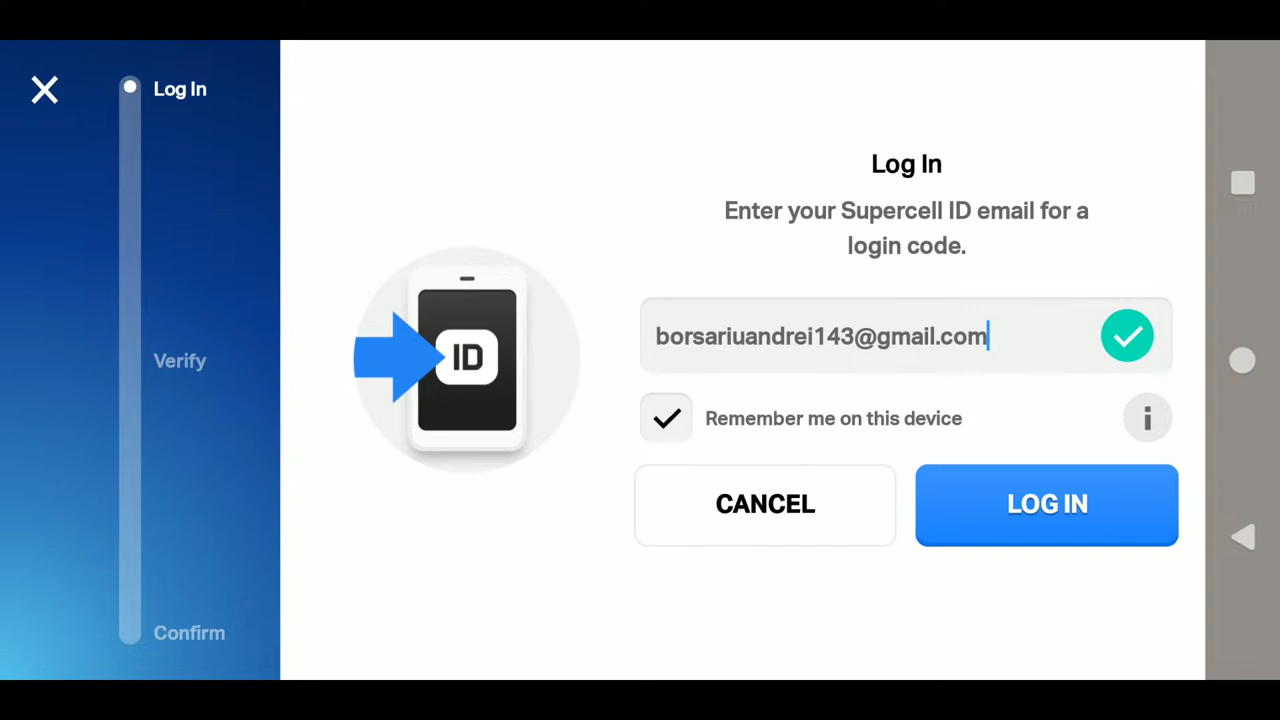 Log In
Verify
Confirm
ID
Log In
Enter your Supercell ID email for a
login code.
borsariuandrei143@gmail.com
Remember me on this device
i
CANCEL
LOG IN